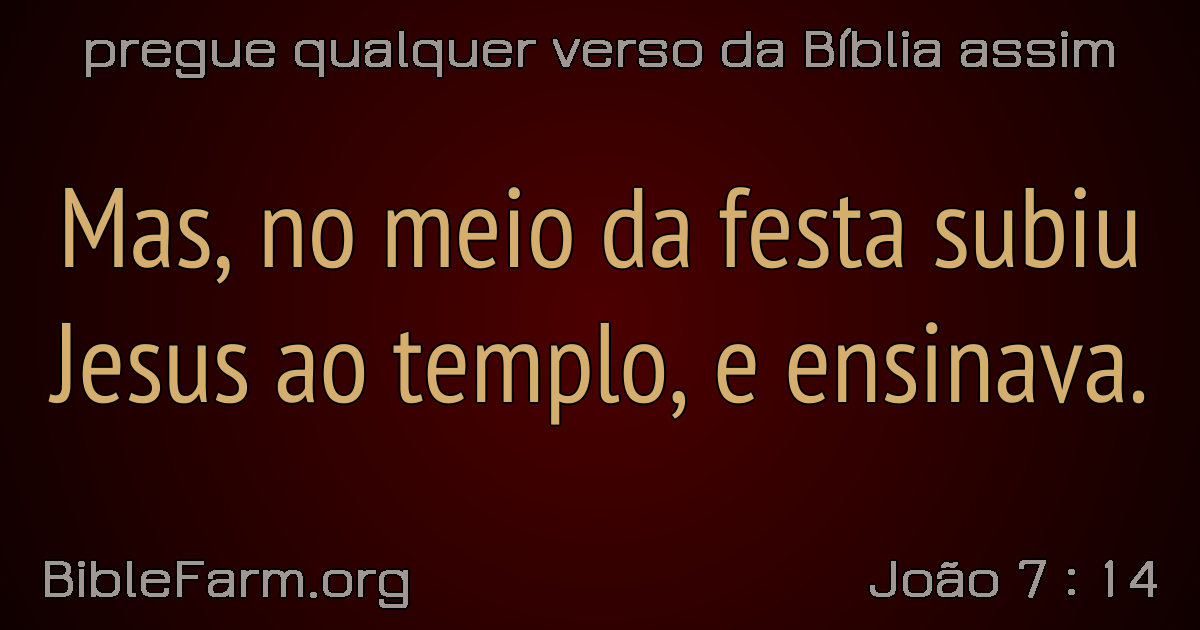 pregue qualquer verso da Bíblia assim
Mas, no meio da festa subiu
Jesus ao templo, e ensinava.
BibleFarm.org
João 7 : 14